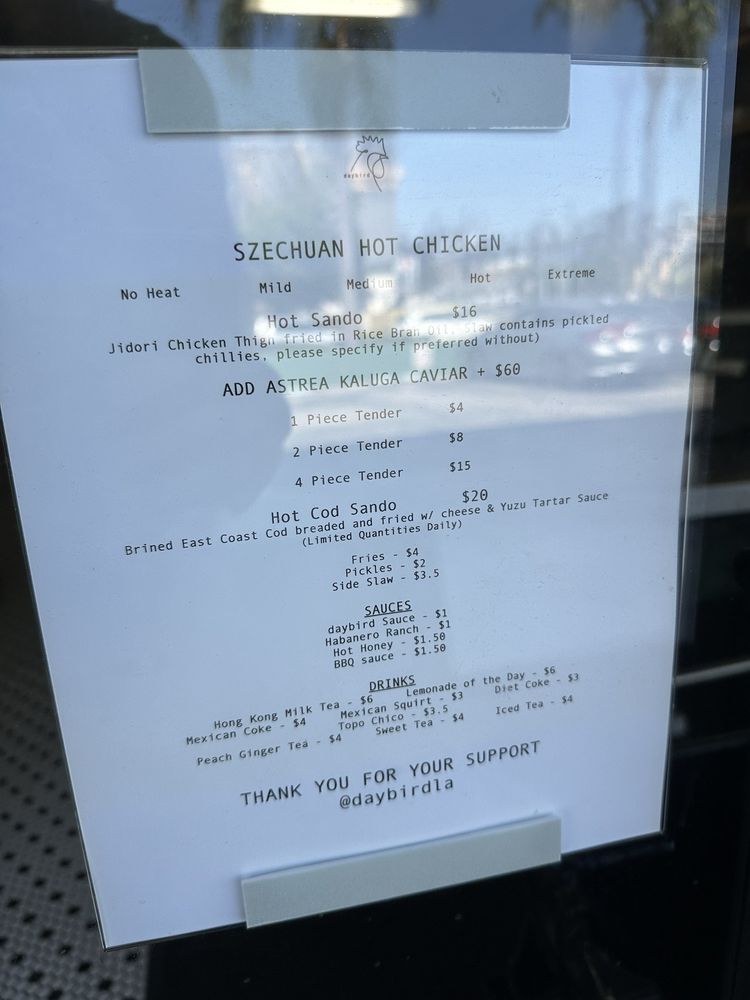 daybird
SZECHUAN HOT CHICKEN
No Heat Mild Medium Hot Extreme
Hot Sando $16
Jidori Chicken Thigh fried in Rice Bran Oil. Slaw contains pickled
chillies, please specify if preferred without)
ADD ASTREA KALUGA CAVIAR + $60
1 Piece Tender $4
2 Piece Tender $8
4 Piece Tender $15
Hot Cod Sando $20
Brined East Coast Cod breaded and fried w/ cheese & Yuzu Tartar Sauce
(Limited Quantities Daily)
Fries - $4
Pickles - $2
Side Slaw - $3.5
SAUCES
daybird Sauce - $1
Habanero Ranch - $1
Hot Honey - $1.50
BBQ sauce - $1.50
DRINKS
Hong Kong Milk Tea - $6 Lemonade of the Day - $6
Mexican Coke - $4 Mexican Squirt - $3 Diet Coke - $3
Topo Chico - $3.5
Peach Ginger Tea - $4 Sweet Tea - $4 Iced Tea - $4
THANK YOU FOR YOUR SUPPORT
@daybirdla